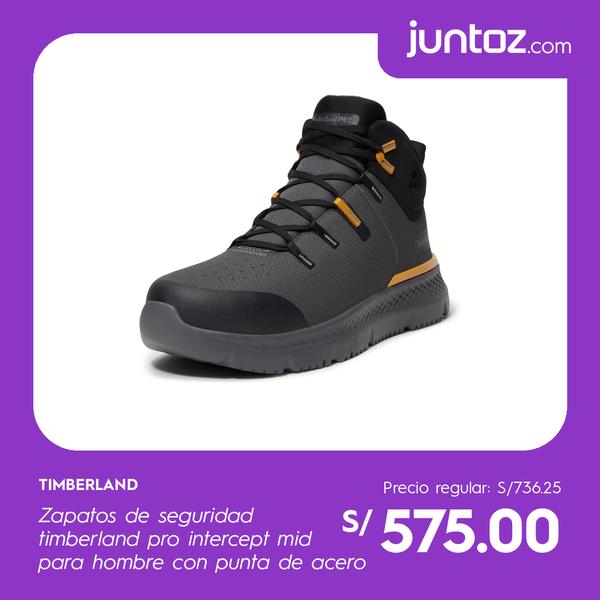 juntoz.com
TIMBERLAND
Zapatos de seguridad
timberland pro intercept mid
para hombre con punta de acero
Precio regular: S/736.25
S/ 575.00